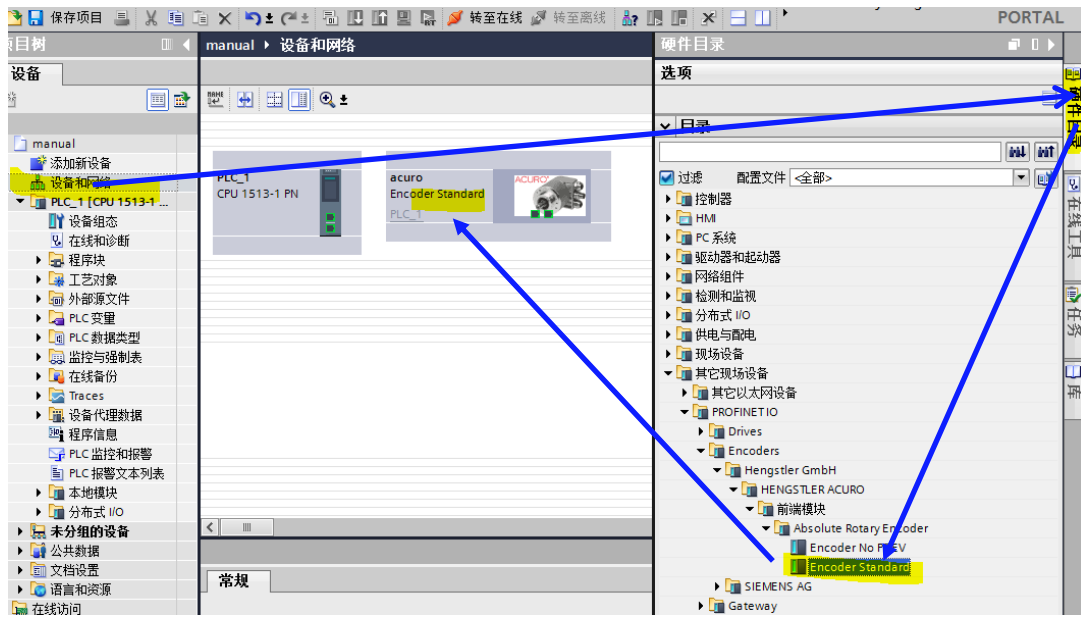 保存项目
转至在线
转至离线
PORTAL
项目树
设备
manual
添加新设备
设备和网络
PLC_1 [CPU 1513-1 ...
设备组态
在线和诊断
程序块
工艺对象
外部源文件
PLC 变量
PLC 数据类型
监控与强制表
在线备份
Traces
设备代理数据
程序信息
PLC 监控和报警
PLC 报警文本列表
本地模块
分布式 I/O
未分组的设备
公共数据
文档设置
语言和资源
在线访问
manual ▸ 设备和网络
PLC_1
CPU 1513-1 PN
acuro
Encoder Standard
PLC_1
ACURO
常规
硬件目录
选项
目录
过滤 配置文件 <全部>
控制器
HMI
PC 系统
驱动器和起动器
网络组件
检测和监视
分布式 I/O
供电与配电
现场设备
其它现场设备
其它以太网设备
PROFINET IO
Drives
Encoders
Hengstler GmbH
HENGSTLER ACURO
前端模块
Absolute Rotary Encoder
Encoder No
Encoder Standard
SIEMENS AG
Gateway
在线工具
任务
库